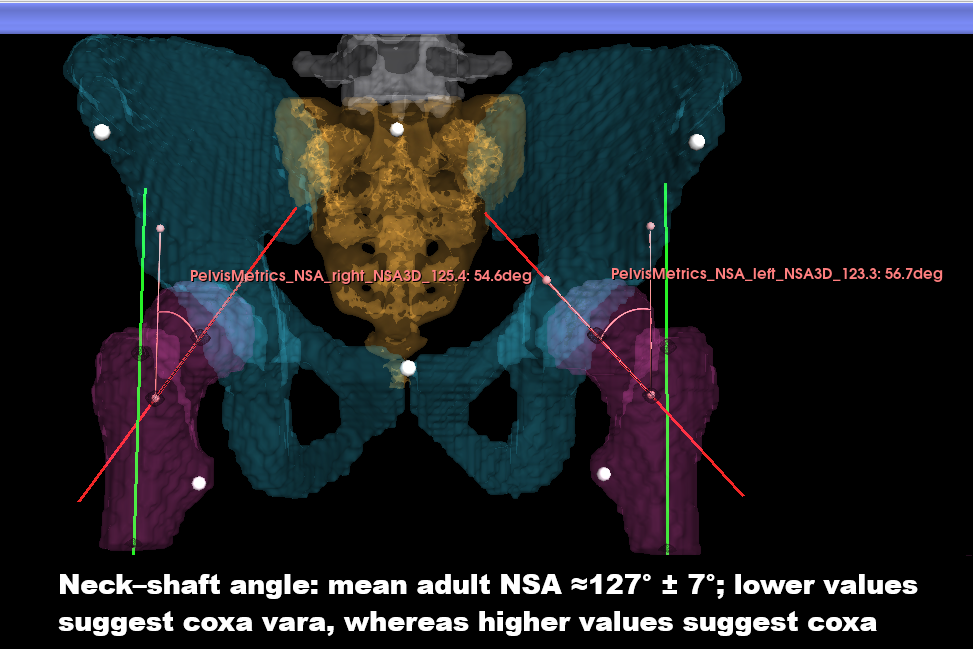 PelvisMetrics_NSA_right_NSA3D_125.4: 54.6deg
PelvisMetrics_NSA_left_NSA3D_123.3: 56.7deg
Neck–shaft angle: mean adult NSA ≈127° ± 7°; lower values
suggest coxa vara, whereas higher values suggest coxa